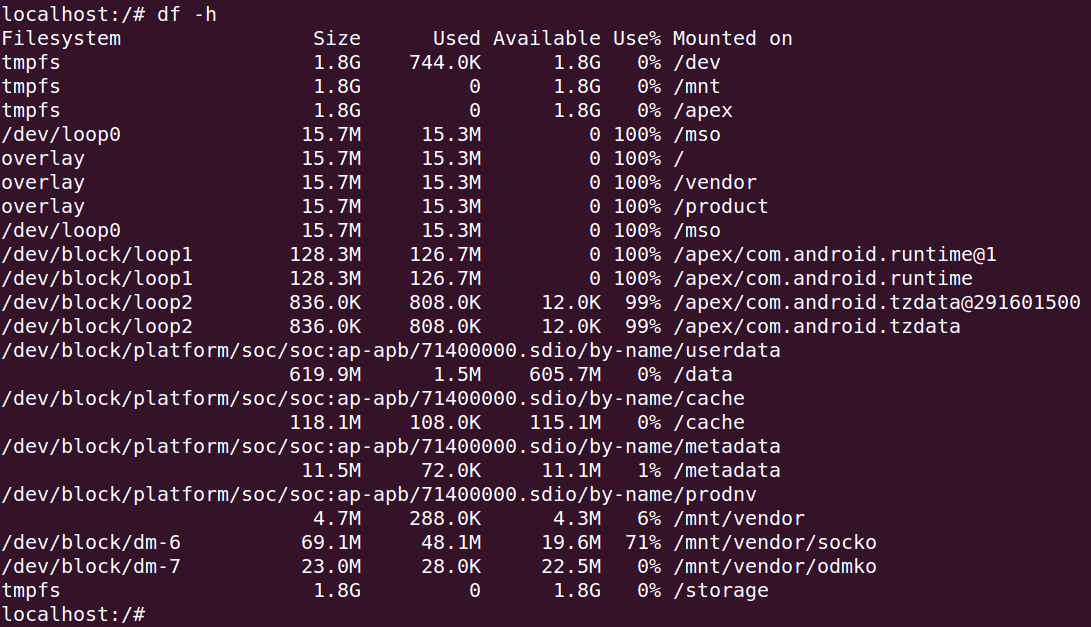 localhost:/# df -h
Filesystem                Size      Used Available Use% Mounted on
tmpfs                     1.8G    744.0K      1.8G   0% /dev
tmpfs                     1.8G         0      1.8G   0% /mnt
tmpfs                     1.8G         0      1.8G   0% /apex
/dev/loop0               15.7M     15.3M         0 100% /mso
overlay                  15.7M     15.3M         0 100% /
overlay                  15.7M     15.3M         0 100% /vendor
overlay                  15.7M     15.3M         0 100% /product
/dev/loop0               15.7M     15.3M         0 100% /mso
/dev/block/loop1        128.3M    126.7M         0 100% /apex/com.android.runtime@1
/dev/block/loop1        128.3M    126.7M         0 100% /apex/com.android.runtime
/dev/block/loop2        836.0K    808.0K     12.0K  99% /apex/com.android.tzdata@291601500
/dev/block/loop2        836.0K    808.0K     12.0K  99% /apex/com.android.tzdata
/dev/block/platform/soc/soc:ap-apb/71400000.sdio/by-name/userdata
                        619.9M      1.5M    605.7M   0% /data
/dev/block/platform/soc/soc:ap-apb/71400000.sdio/by-name/cache
                        118.1M    108.0K    115.1M   0% /cache
/dev/block/platform/soc/soc:ap-apb/71400000.sdio/by-name/metadata
                         11.5M     72.0K     11.1M   1% /metadata
/dev/block/platform/soc/soc:ap-apb/71400000.sdio/by-name/prodnv
                          4.7M    288.0K      4.3M   6% /mnt/vendor
/dev/block/dm-6          69.1M     48.1M     19.6M  71% /mnt/vendor/socko
/dev/block/dm-7          23.0M     28.0K     22.5M   0% /mnt/vendor/odmko
tmpfs                     1.8G         0      1.8G   0% /storage
localhost:/#